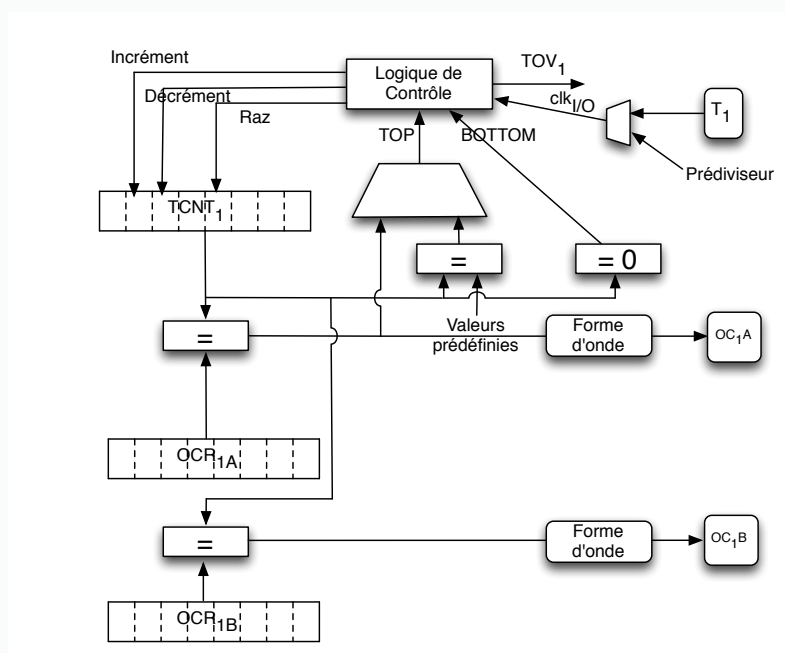 Incrément
Décrément
Raz
Logique de
Contrôle
TOV1
clkI/O
T1
TOP
BOTTOM
Prédiviseur
TCNT1
=
= 0
=
Valeurs
prédéfinies
Forme
d'onde
OC1A
OCR1A
=
Forme
d'onde
OC1B
OCR1B